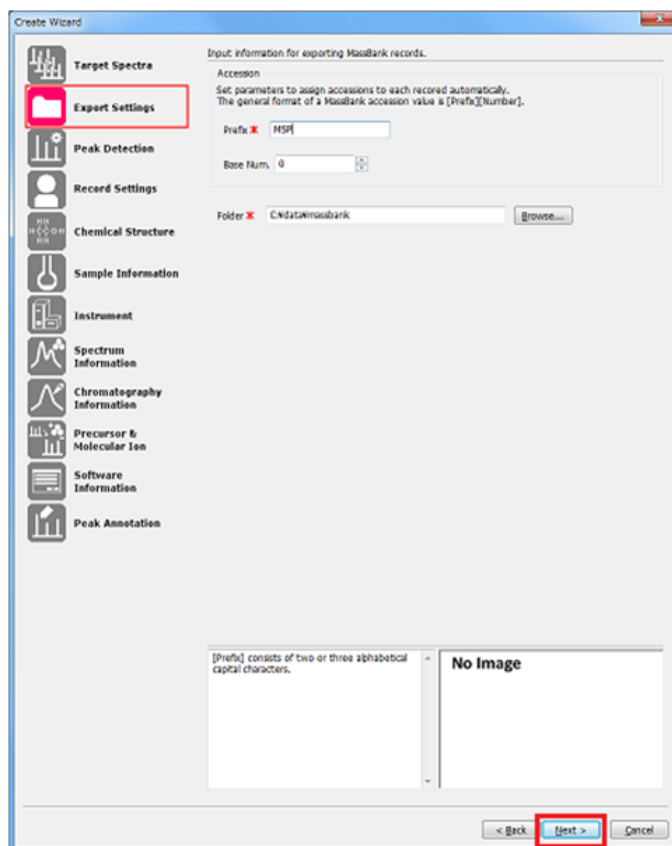 Create Wizard
Target Spectra
Export Settings
Peak Detection
Record Settings
Chemical Structure
Sample Information
Instrument
Spectrum
Information
Chromatography
Information
Precursor &
Molecular Ion
Software
Information
Peak Annotation
Input information for exporting MassBank records.
Accession
Set parameters to assign accessions to each recored automatically.
The general format of a MassBank accession value is [Prefix][Number].
Prefix MSP
Base Num. 0
Folder C:¥data¥massbank Browse...
[Prefix] consists of two or three alphabetical
capital characters.
No Image
< Back Next > Cancel